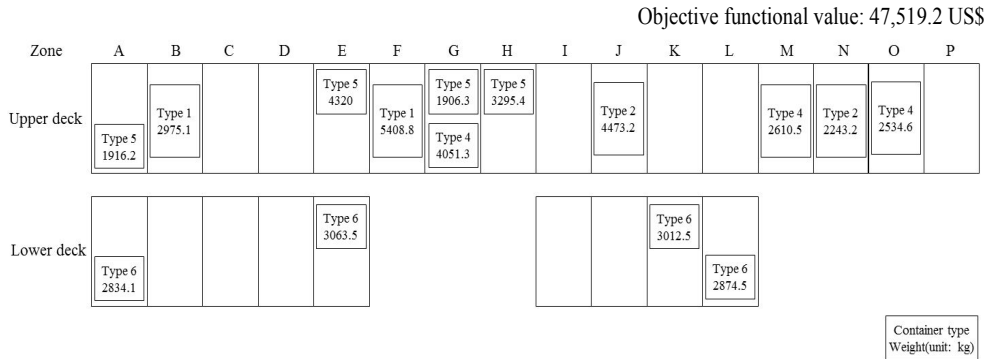 Objective functional value: 47,519.2 US$
Zone A B C D E F G H I J K L M N O P
Upper deck
Type 5
1916.2
Type 1
2975.1
Type 5
4320
Type 1
5408.8
Type 5
1906.3
Type 4
4051.3
Type 5
3295.4
Type 2
4473.2
Type 4
2610.5
Type 2
2243.2
Type 4
2534.6
Lower deck
Type 6
2834.1
Type 6
3063.5
Type 6
3012.5
Type 6
2874.5
Container type
Weight(unit: kg)